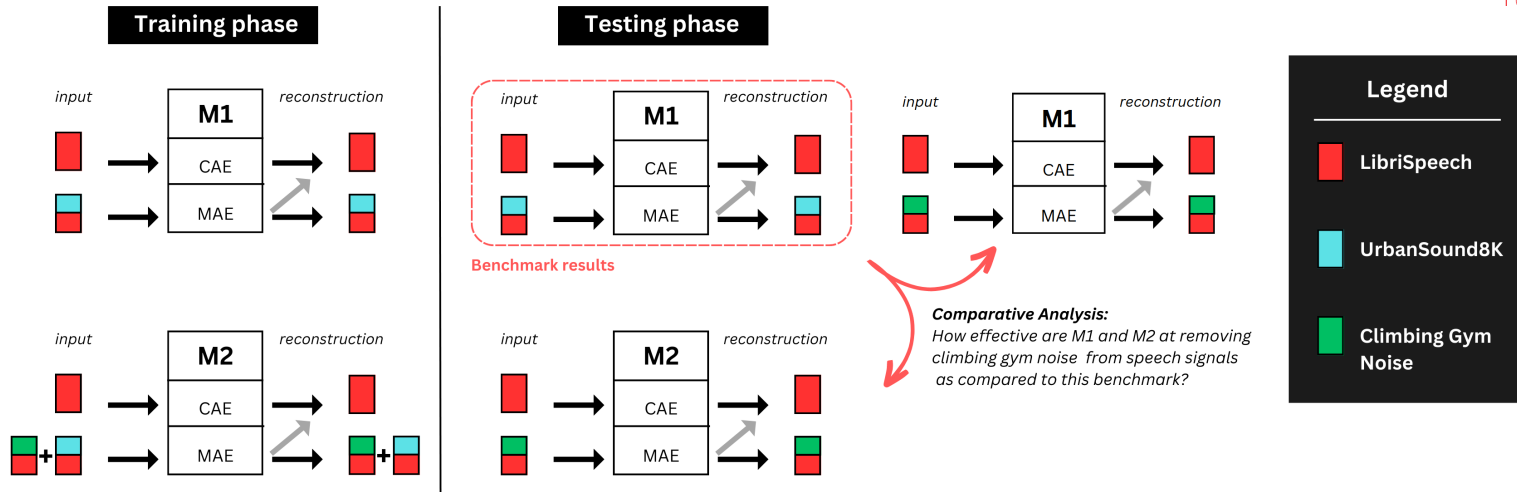 Training phase
input
M1
reconstruction
CAE
MAE
input
M2
reconstruction
CAE
+
MAE
+
Testing phase
input
M1
reconstruction
CAE
MAE
Benchmark results
input
M1
reconstruction
CAE
MAE
input
M2
reconstruction
CAE
MAE
Comparative Analysis:
How effective are M1 and M2 at removing
climbing gym noise from speech signals
as compared to this benchmark?
Legend
LibriSpeech
UrbanSound8K
Climbing Gym
Noise